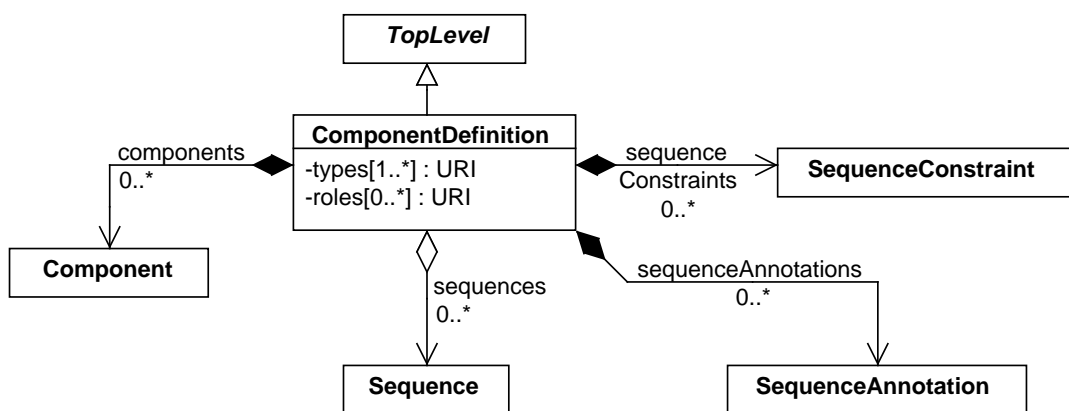 TopLevel
ComponentDefinition
-types[1..*] : URI
-roles[0..*] : URI
components
0..*
sequence
Constraints
0..*
SequenceConstraint
Component
sequences
0..*
sequenceAnnotations
0..*
Sequence
SequenceAnnotation